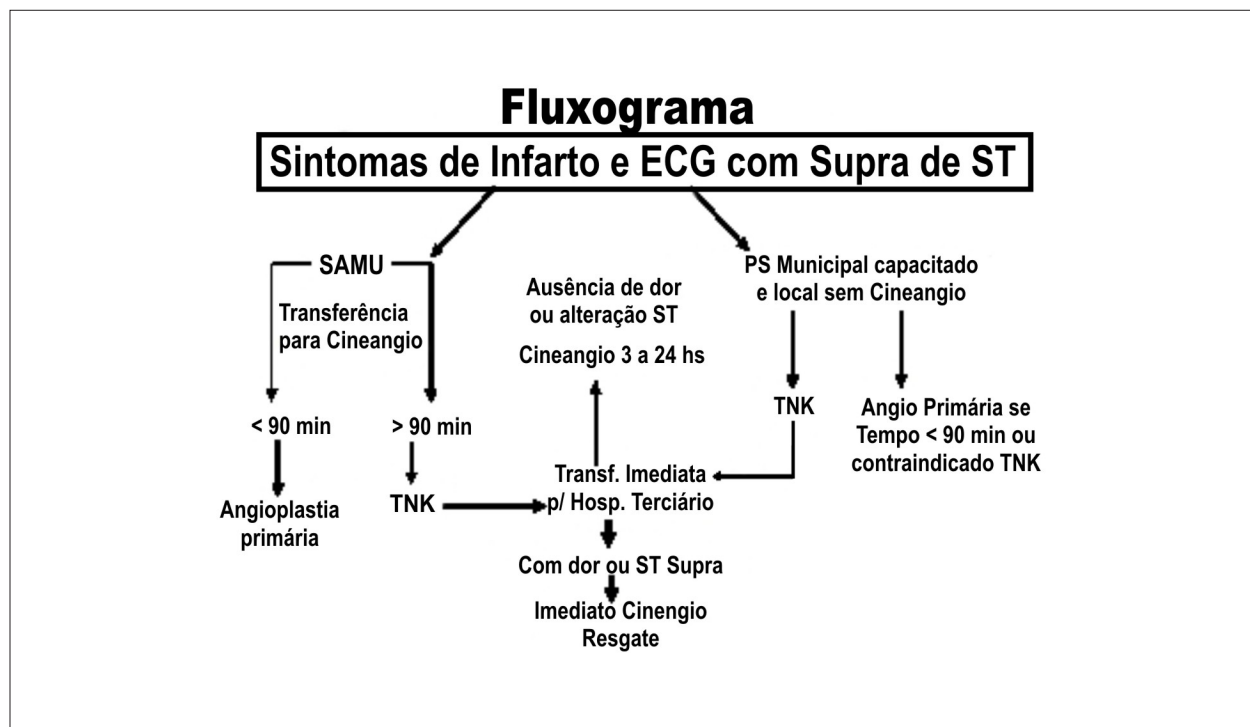 Fluxograma
Sintomas de Infarto e ECG com Supra de ST
SAMU
Transferência
para Cineangio
< 90 min
> 90 min
Angioplastia
primária
TNK
Ausência de dor
ou alteração ST
Cineangio 3 a 24 hs
Transf. Imediata
p/ Hosp. Terciário
Com dor ou ST Supra
Imediato Cinengio
Resgate
PS Municipal capacitado
e local sem Cineangio
TNK
Angio Primária se
Tempo < 90 min ou
contraindicado TNK